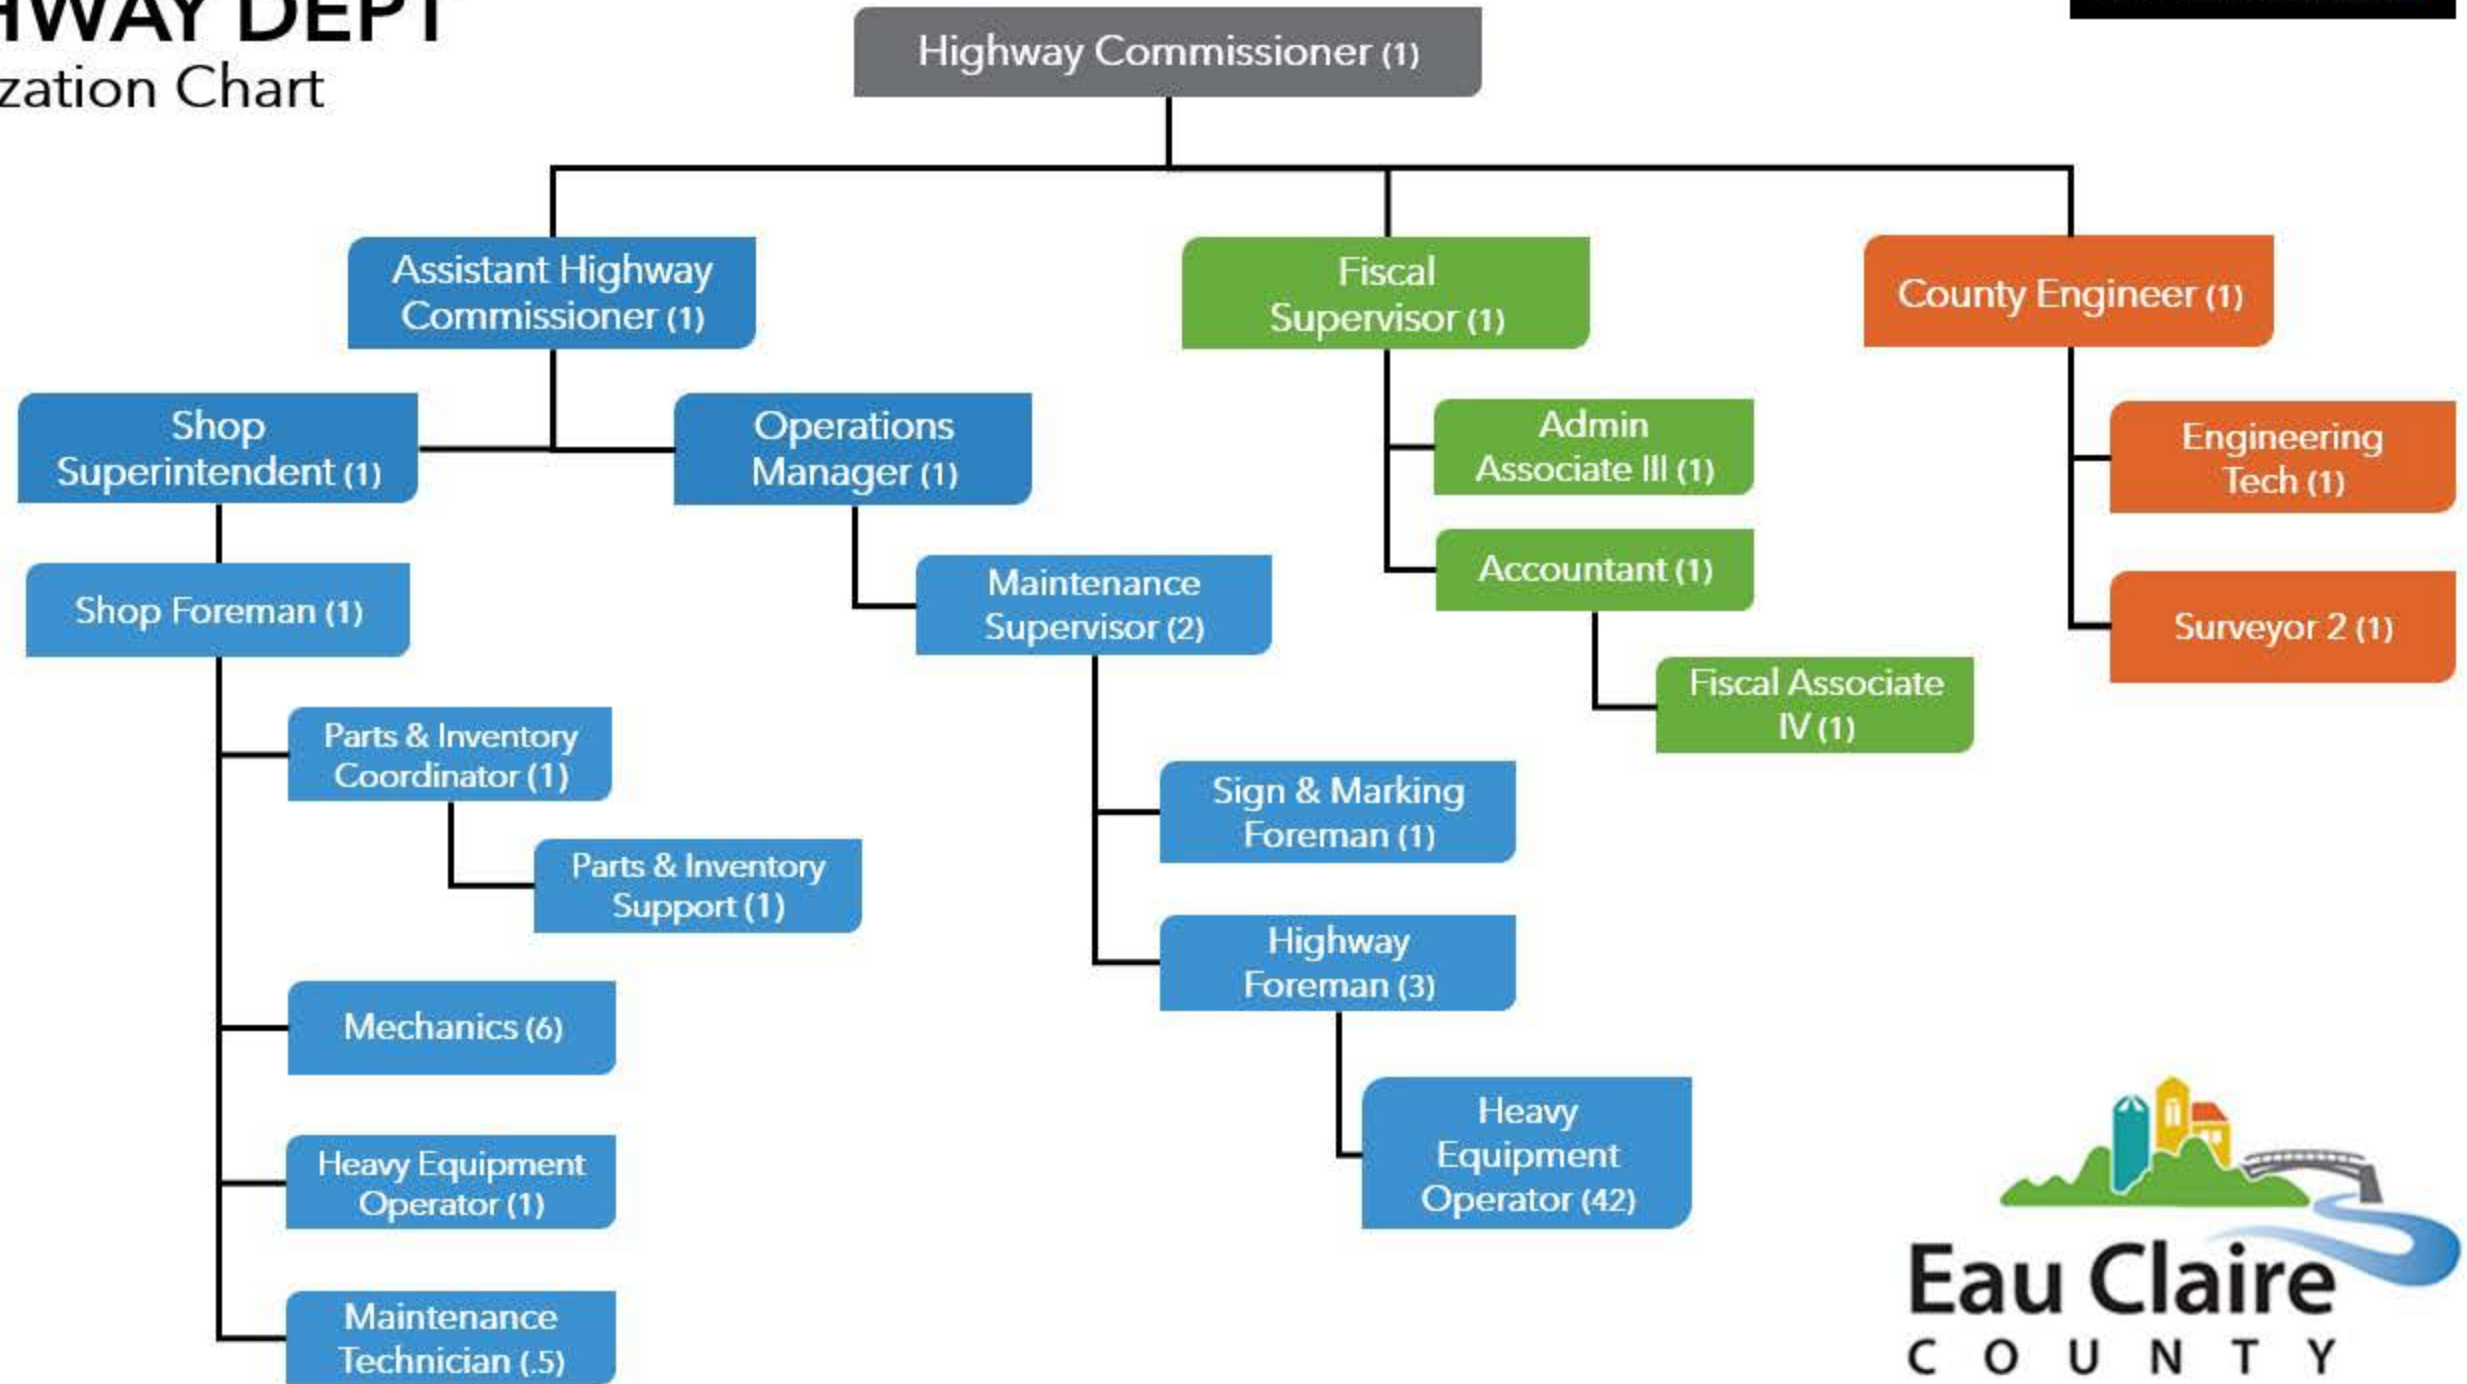 HWAY DEPT
zation Chart
Highway Commissioner (1)
Assistant Highway
Commissioner (1)
Fiscal
Supervisor (1)
County Engineer (1)
Shop
Superintendent (1)
Operations
Manager (1)
Admin
Associate III (1)
Engineering
Tech (1)
Accountant (1)
Shop Foreman (1)
Maintenance
Supervisor (2)
Surveyor 2 (1)
Fiscal Associate
IV (1)
Parts & Inventory
Coordinator (1)
Sign & Marking
Foreman (1)
Parts & Inventory
Support (1)
Highway
Foreman (3)
Mechanics (6)
Heavy
Equipment
Operator (42)
Heavy Equipment
Operator (1)
Maintenance
Technician (.5)
Eau Claire
COUNTY